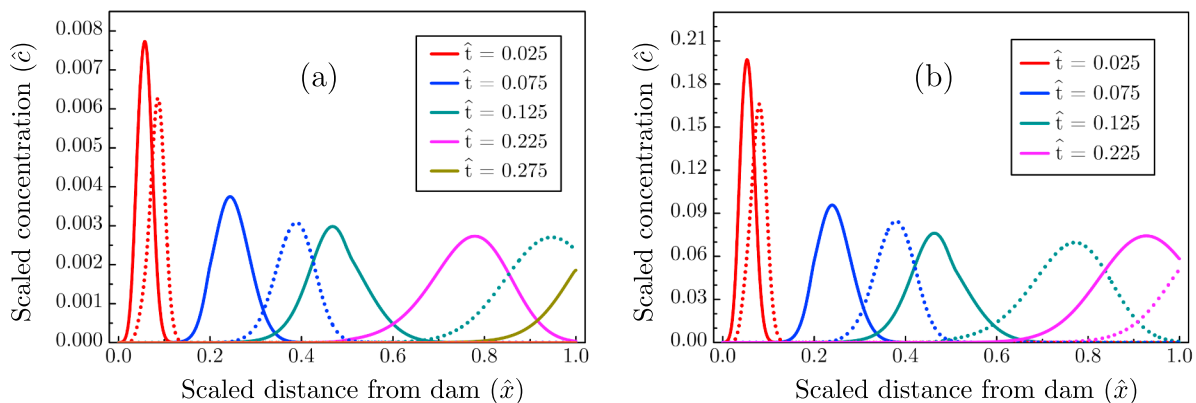 0.008
0.007
0.006
0.005
0.004
0.003
0.002
0.001
0.000
Scaled concentration (ĉ)
(a)
t̂ = 0.025
t̂ = 0.075
t̂ = 0.125
t̂ = 0.225
t̂ = 0.275
0.0 0.2 0.4 0.6 0.8 1.0
Scaled distance from dam (x̂)
0.21
0.18
0.15
0.12
0.09
0.06
0.03
0.00
Scaled concentration (ĉ)
(b)
t̂ = 0.025
t̂ = 0.075
t̂ = 0.125
t̂ = 0.225
0.0 0.2 0.4 0.6 0.8 1.0
Scaled distance from dam (x̂)